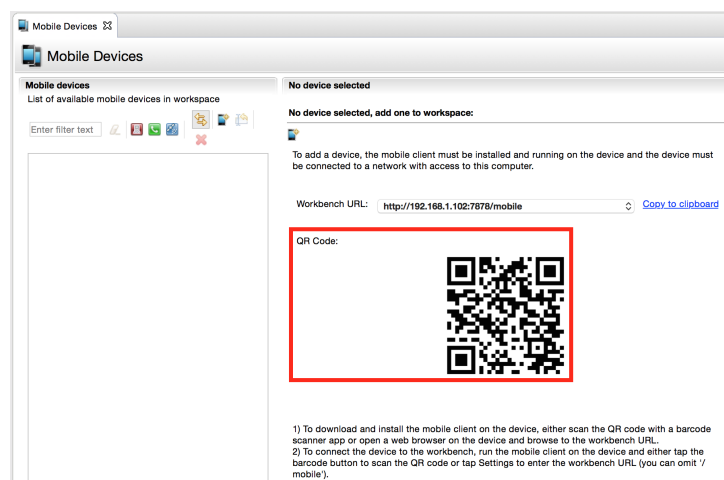 Mobile Devices
Mobile Devices
Mobile devices
List of available mobile devices in workspace
Enter filter text
No device selected
No device selected, add one to workspace:
To add a device, the mobile client must be installed and running on the device and the device must
be connected to a network with access to this computer.
Workbench URL: http://192.168.1.102:7878/mobile Copy to clipboard
QR Code:
1) To download and install the mobile client on the device, either scan the QR code with a barcode
scanner app or open a web browser on the device and browse to the workbench URL.
2) To connect the device to the workbench, run the mobile client on the device and either tap the
barcode button to scan the QR code or tap Settings to enter the workbench URL (you can omit '/
mobile').